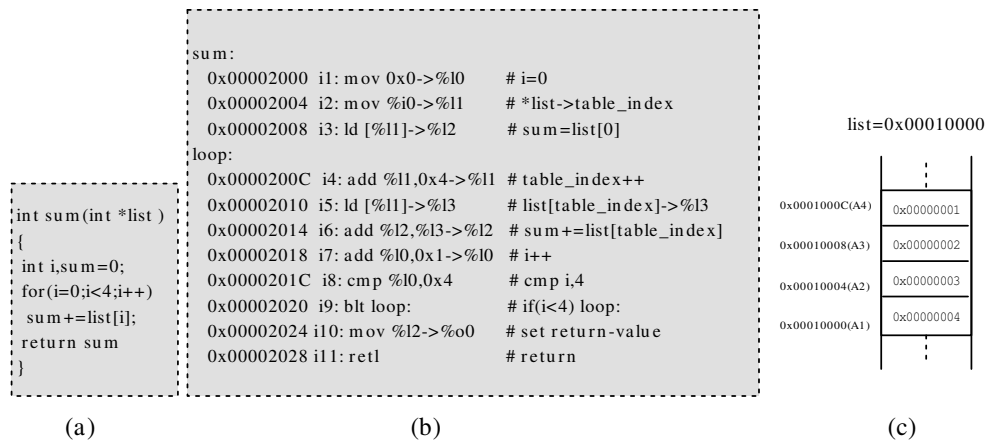 int sum(int *list )
{
int i,sum=0;
for(i=0;i<4;i++)
sum+=list[i];
return sum
}
(a)
sum:
0x00002000 i1: mov 0x0->%l0 # i=0
0x00002004 i2: mov %i0->%l1 # *list->table_index
0x00002008 i3: ld [%l1]->%l2 # sum=list[0]
loop:
0x0000200C i4: add %l1,0x4->%l1 # table_index++
0x00002010 i5: ld [%l1]->%l3 # list[table_index]->%l3
0x00002014 i6: add %l2,%l3->%l2 # sum+=list[table_index]
0x00002018 i7: add %l0,0x1->%l0 # i++
0x0000201C i8: cmp %l0,0x4 # cmp i,4
0x00002020 i9: blt loop: # if(i<4) loop:
0x00002024 i10: mov %l2->%o0 # set return-value
0x00002028 i11: retl # return
(b)
list=0x00010000
0x0001000C(A4) 0x00000001
0x00010008(A3) 0x00000002
0x00010004(A2) 0x00000003
0x00010000(A1) 0x00000004
(c)